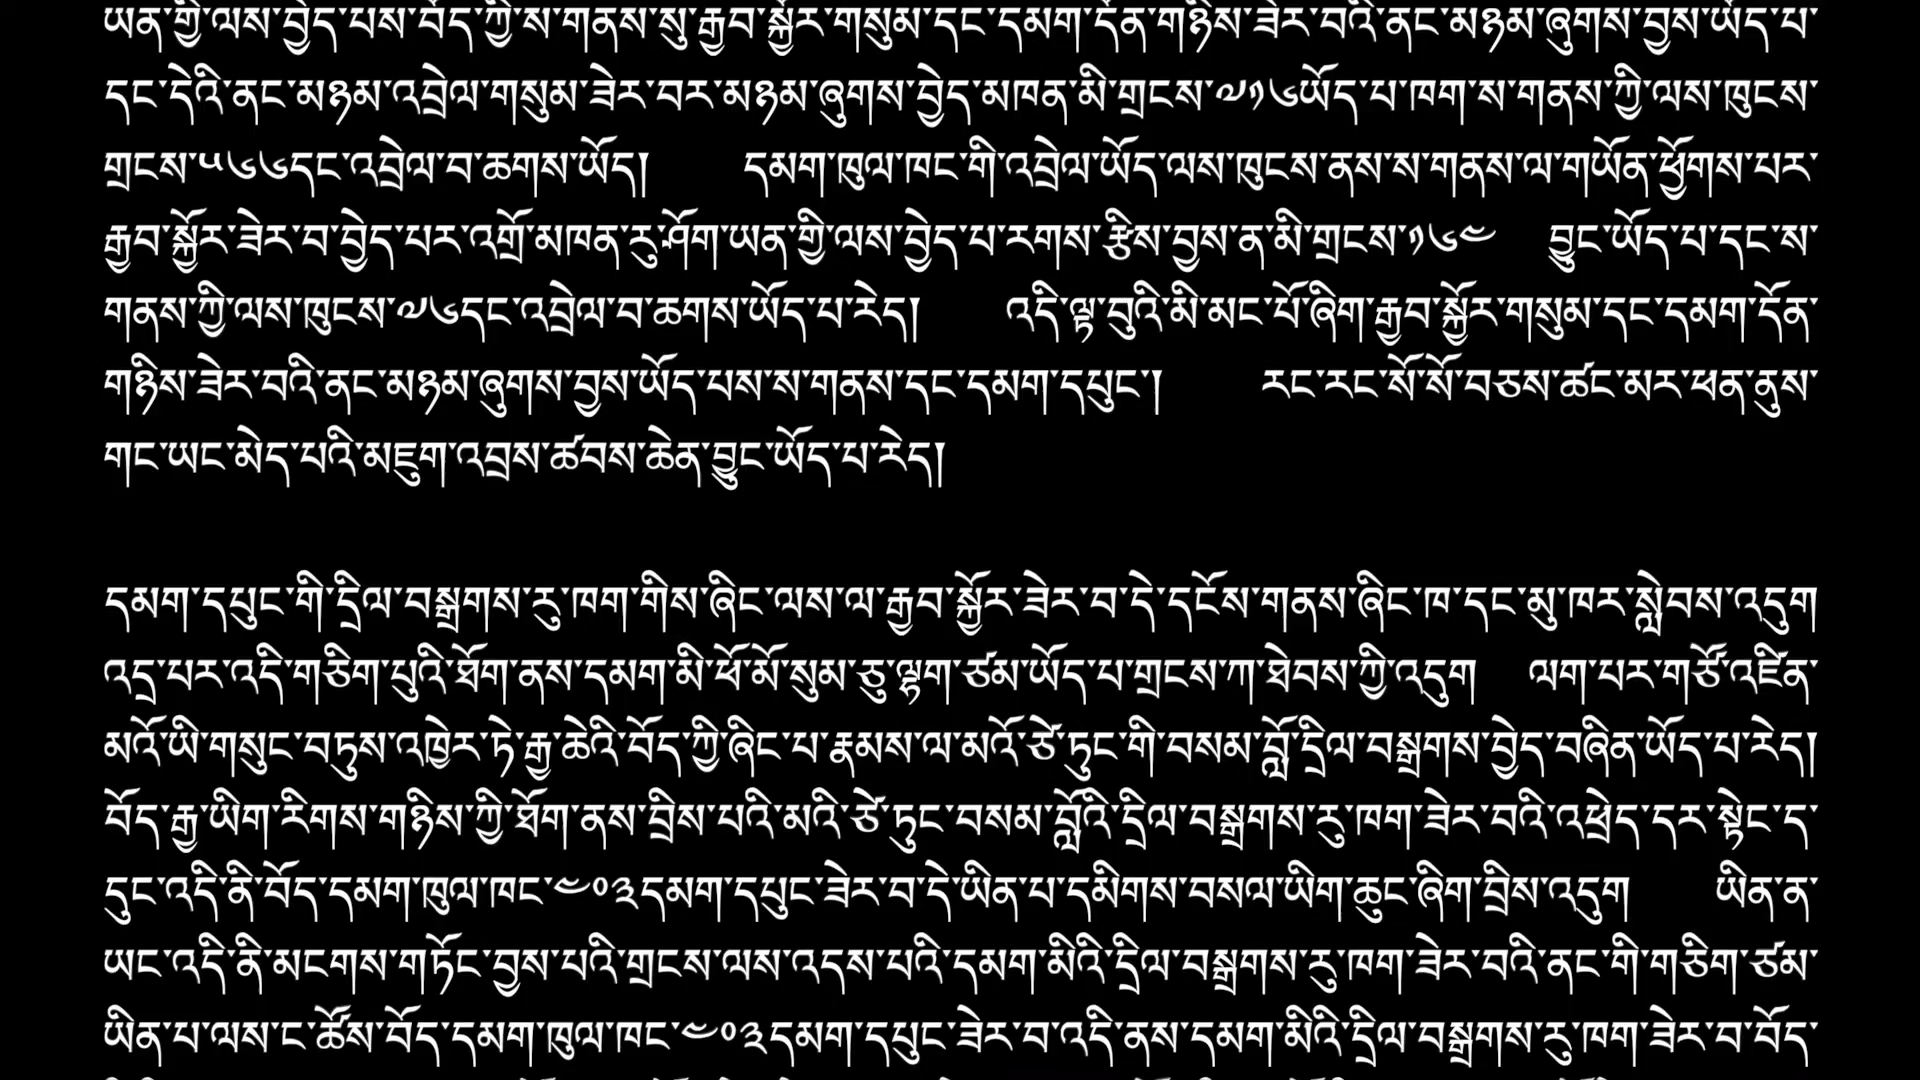 ཡན་གྱི་ལས་བྱེད་པས་བོད་ཀྱི་ས་གནས་སུ་རྒྱབ་སྐྱོར་གསུམ་དང་དམག་དོན་གཉིས་ཟེར་བའི་ནང་མཉམ་ཞུགས་བྱས་ཡོད་པ་
དང་དེའི་ནང་མཉམ་འབྲེལ་གསུམ་ཟེར་བར་མཉམ་ཞུགས་བྱེད་མཁན་མི་གྲངས་༧༡༦ཡོད་པ་ཁག་ས་གནས་ཀྱི་ལས་ཁུངས་
གྲངས་༥༦༦དང་འབྲེལ་བ་ཆགས་ཡོད། དམག་ཁུལ་ཁང་གི་འབྲེལ་ཡོད་ལས་ཁུངས་ནས་ས་གནས་ལ་གཡོན་ཕྱོགས་པར་
རྒྱབ་སྐྱོར་ཟེར་བ་བྱེད་པར་འགྲོ་མཁན་རུ་ཤོག་ཡན་གྱི་ལས་བྱེད་པ་རགས་རྩིས་བྱས་ན་མི་གྲངས་༡༦༤ བྱུང་ཡོད་པ་དང་ས་
གནས་ཀྱི་ལས་ཁུངས་༧༦དང་འབྲེལ་བ་ཆགས་ཡོད་པ་རེད། འདི་ལྟ་བུའི་མི་མང་པོ་ཞིག་རྒྱབ་སྐྱོར་གསུམ་དང་དམག་དོན་
གཉིས་ཟེར་བའི་ནང་མཉམ་ཞུགས་བྱས་ཡོད་པས་ས་གནས་དང་དམག་དཔུང་། རང་རང་སོ་སོ་བཅས་ཚང་མར་ཕན་ནུས་
གང་ཡང་མེད་པའི་མཇུག་འབྲས་ཚབས་ཆེན་བྱུང་ཡོད་པ་རེད།
དམག་དཔུང་གི་དྲིལ་བསྒྲགས་རུ་ཁག་གིས་ཞིང་ལས་ལ་རྒྱབ་སྐྱོར་ཟེར་བ་དེ་དངོས་གནས་ཞིང་ཁ་དང་མུ་ཁར་སླེབས་འདུག
འདྲ་པར་འདི་གཅིག་པུའི་ཐོག་ནས་དམག་མི་ཕོ་མོ་སུམ་ཅུ་ལྷག་ཙམ་ཡོད་པ་གྲངས་ཀ་ཐེབས་ཀྱི་འདུག ལག་པར་གཙོ་འཛིན་
མའོ་ཡི་གསུང་བཏུས་འཁྱེར་ཏེ་རྒྱ་ཆེའི་བོད་ཀྱི་ཞིང་པ་རྣམས་ལ་མའོ་ཙེ་ཏུང་གི་བསམ་བློ་དྲིལ་བསྒྲགས་བྱེད་བཞིན་ཡོད་པ་རེད།
བོད་རྒྱ་ཡིག་རིགས་གཉིས་ཀྱི་ཐོག་ནས་བྲིས་པའི་མའི་ཙེ་ཏུང་བསམ་བློའི་དྲིལ་བསྒྲགས་རུ་ཁག་ཟེར་བའི་འཕྲེད་དར་སྟེང་ད་
དུང་འདི་ནི་བོད་དམག་ཁུལ་ཁང་༤༠༣དམག་དཔུང་ཟེར་བ་དེ་ཡིན་པ་དམིགས་བསལ་ཡིག་ཆུང་ཞིག་བྲིས་འདུག ཡིན་ན་
ཡང་འདི་ནི་མངགས་གཏོང་བྱས་པའི་གྲངས་ལས་འདས་པའི་དམག་མིའི་དྲིལ་བསྒྲགས་རུ་ཁག་ཟེར་བའི་ནང་གི་གཅིག་ཙམ་
ཡིན་པ་ལས་ང་ཚོས་བོད་དམག་ཁུལ་ཁང་༤༠༣དམག་དཔུང་ཟེར་བ་འདི་ནས་དམག་མིའི་དྲིལ་བསྒྲགས་རུ་ཁག་ཟེར་བ་བོད་